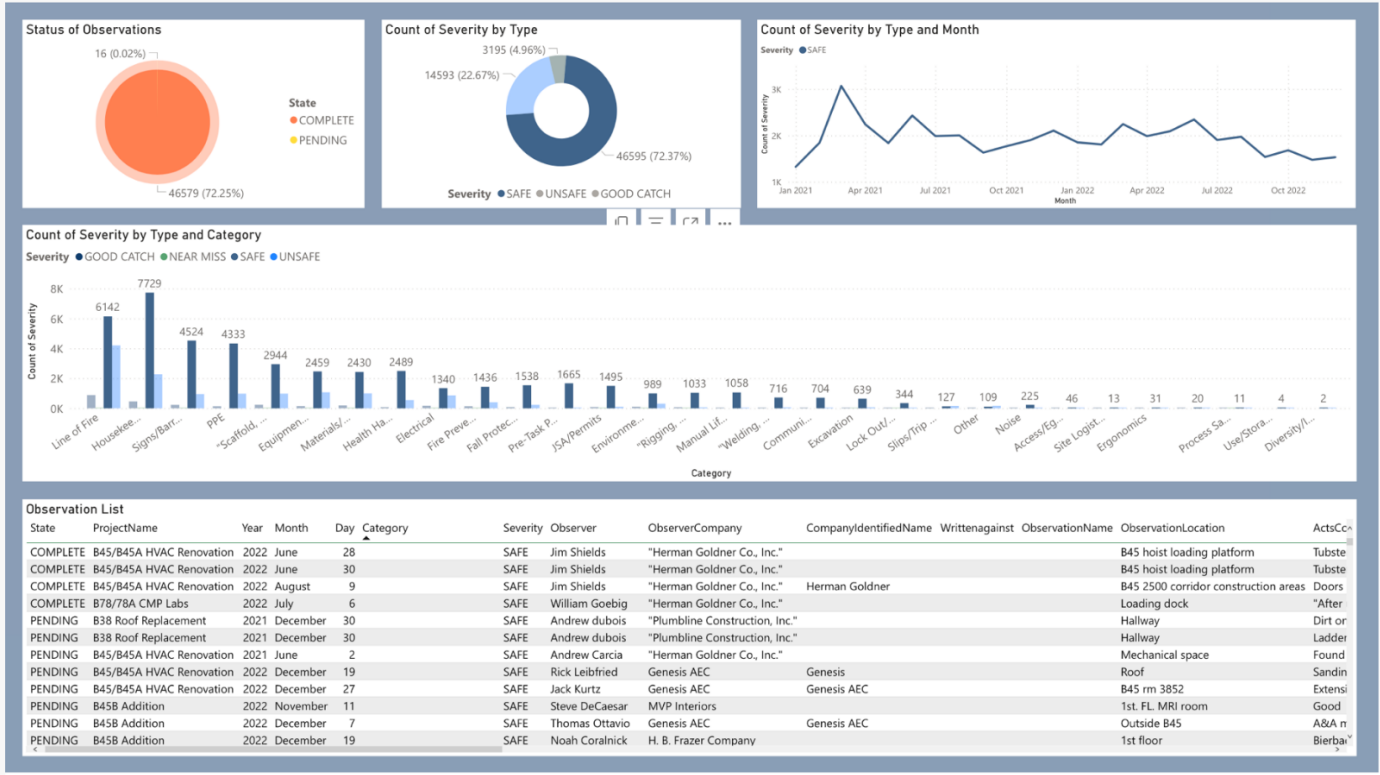 Status of Observations
16 (0.02%)
State
COMPLETE
PENDING
46579 (72.25%)
Count of Severity by Type
3195 (4.96%)
14593 (22.67%)
46595 (72.37%)
Severity SAFE UNSAFE GOOD CATCH
Count of Severity by Type and Month
Severity SAFE
Count of Severity
3K
2K
1K
Jan 2021 Apr 2021 Jul 2021 Oct 2021 Jan 2022 Apr 2022 Jul 2022 Oct 2022
Month
Count of Severity by Type and Category
Severity GOOD CATCH NEAR MISS SAFE UNSAFE
Count of Severity
8K
6K
4K
2K
0K
6142 7729 4524 4333 2944 2459 2430 2489 1340 1436 1538 1665 1495 989 1033 1058 716 704 639 344 127 109 225 46 13 31 20 11 4 2
Line of Fire Housekee... Signs/Barr... PPE "Scaffold, ... Equipmen... Materials/... Health Ha... Electrical Fire Preve... Fall Protec... Pre-Task P... JSA/Permits Environme... "Rigging, ... Manual Lif... "Welding, ... Communi... Excavation Lock Out/... Slips/Trip ... Other Noise Access/Eg... Site Logist... Ergonomics Process Sa... Use/Stora... Diversity/I...
Category
Observation List
State ProjectName Year Month Day Category Severity Observer ObserverCompany CompanyIdentifiedName Writtenagainst ObservationName ObservationLocation ActsCo
COMPLETE B45/B45A HVAC Renovation 2022 June 28 SAFE Jim Shields "Herman Goldner Co., Inc." B45 hoist loading platform Tubste
COMPLETE B45/B45A HVAC Renovation 2022 June 30 SAFE Jim Shields "Herman Goldner Co., Inc." B45 hoist loading platform Tubste
COMPLETE B45/B45A HVAC Renovation 2022 August 9 SAFE Jim Shields "Herman Goldner Co., Inc." Herman Goldner B45 2500 corridor construction areas Doors
COMPLETE B78/78A CMP Labs 2022 July 6 SAFE William Goebig "Herman Goldner Co., Inc." Loading dock "After
PENDING B38 Roof Replacement 2021 December 30 SAFE Andrew dubois "Plumbline Construction, Inc." Hallway Dirt on
PENDING B38 Roof Replacement 2021 December 30 SAFE Andrew dubois "Plumbline Construction, Inc." Hallway Ladder
PENDING B45/B45A HVAC Renovation 2021 June 2 SAFE Andrew Carcia "Herman Goldner Co., Inc." Mechanical space Found
PENDING B45/B45A HVAC Renovation 2022 December 19 SAFE Rick Leibfried Genesis AEC Genesis Roof Sandin
PENDING B45/B45A HVAC Renovation 2022 December 27 SAFE Jack Kurtz Genesis AEC Genesis AEC B45 rm 3852 Extensi
PENDING B45B Addition 2022 November 11 SAFE Steve DeCaesar MVP Interiors 1st. FL. MRI room Good
PENDING B45B Addition 2022 December 7 SAFE Thomas Ottavio Genesis AEC Genesis AEC Outside B45 A&A m
PENDING B45B Addition 2022 December 19 SAFE Noah Coralnick H. B. Frazer Company 1st floor Bierba